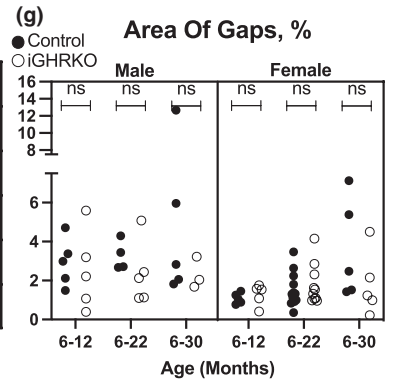 (g)
Area Of Gaps, %
Control
iGHRKO
Male Female
ns ns ns ns ns ns
16
14
12
10
8
6
4
2
0
6-12 6-22 6-30 6-12 6-22 6-30
Age (Months)